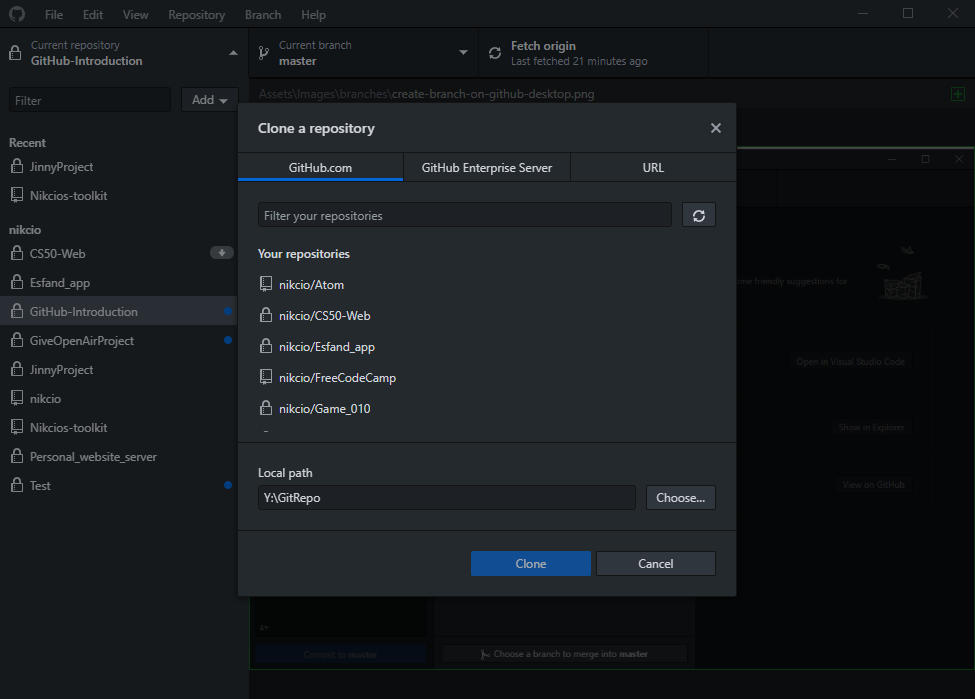 File Edit View Repository Branch Help
Current repository
GitHub-Introduction
Current branch
master
Fetch origin
Last fetched 21 minutes ago
Filter
Add
Assets\Images\branches\create-branch-on-github-desktop.png
Recent
JinnyProject
Nikcios-toolkit
nikcio
CS50-Web
Esfand_app
GitHub-Introduction
GiveOpenAirProject
JinnyProject
nikcio
Nikcios-toolkit
Personal_website_server
Test
Clone a repository
GitHub.com GitHub Enterprise Server URL
Filter your repositories
Your repositories
nikcio/Atom
nikcio/CS50-Web
nikcio/Esfand_app
nikcio/FreeCodeCamp
nikcio/Game_010
Local path
Y:\GitRepo
Choose...
Clone Cancel
friendly suggestions for
Open in Visual Studio Code
Show in Explorer
View on GitHub
Commit to master
Choose a branch to merge into master